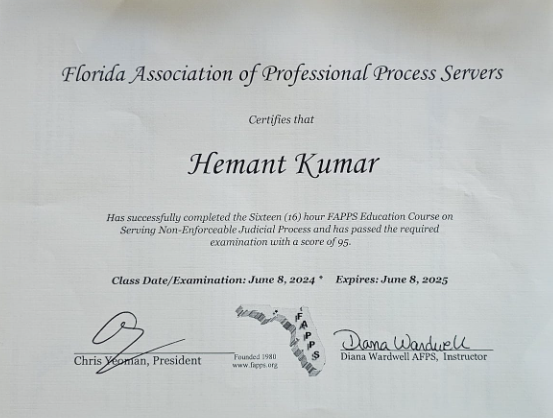 Florida Association of Professional Process Servers
Certifies that
Hemant Kumar
Has successfully completed the Sixteen (16) hour FAPPS Education Course on
Serving Non-Enforceable Judicial Process and has passed the required
examination with a score of 95.
Class Date/Examination: June 8, 2024 * Expires: June 8, 2025
FAPPS
Diana Wardwell
Chris Yeoman, President
Founded 1980
www.fapps.org
Diana Wardwell AFPS, Instructor